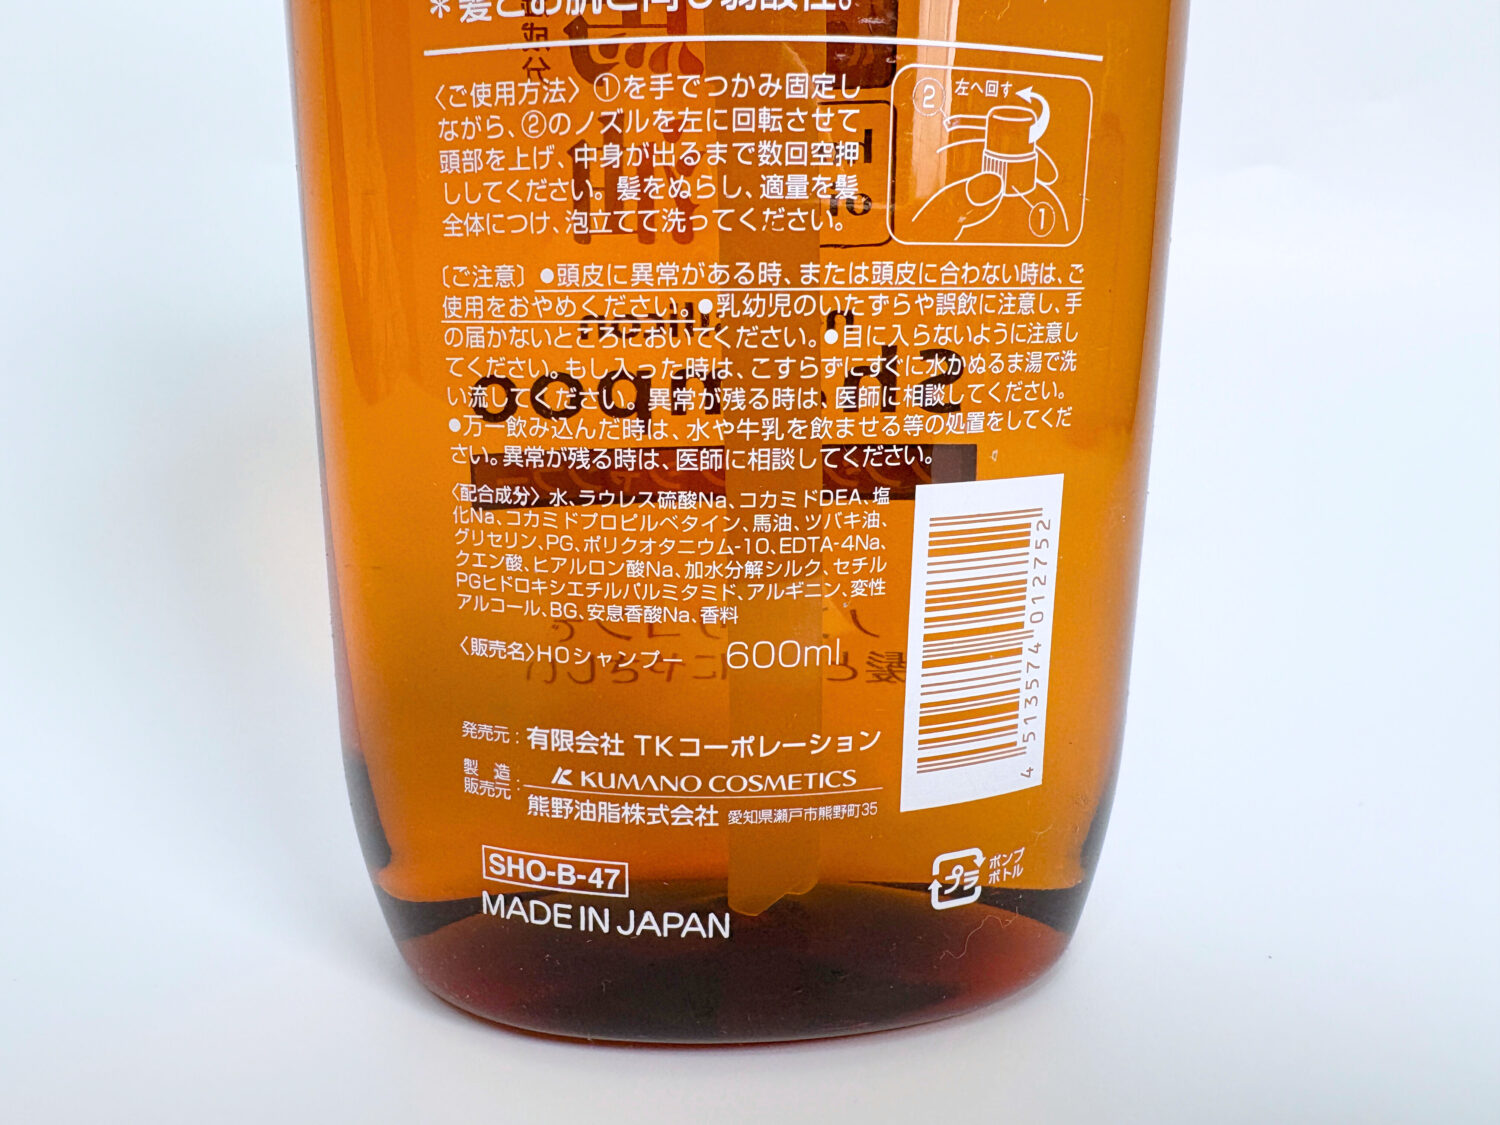 *髪とお肌と同じ弱酸性。
〈ご使用方法〉①を手でつかみ固定し
ながら、②のノズルを左に回転させて
頭部を上げ、中身が出るまで数回空押
ししてください。髪をぬらし、適量を髪
全体につけ、泡立てて洗ってください。
② 左へ回す
①
〔ご注意〕●頭皮に異常がある時、または頭皮に合わない時は、ご
使用をおやめください。●乳幼児のいたずらや誤飲に注意し、手
の届かないところにおいてください。●目に入らないように注意し
てください。もし入った時は、こすらずにすぐに水かぬるま湯で洗
い流してください。異常が残る時は、医師に相談してください。
●万一飲み込んだ時は、水や牛乳を飲ませる等の処置をしてくだ
さい。異常が残る時は、医師に相談してください。
〈配合成分〉水、ラウレス硫酸Na、コカミドDEA、塩
化Na、コカミドプロピルベタイン、馬油、ツバキ油、
グリセリン、PG、ポリクオタニウム-10、EDTA-4Na、
クエン酸、ヒアルロン酸Na、加水分解シルク、セチル
PGヒドロキシエチルパルミタミド、アルギニン、変性
アルコール、BG、安息香酸Na、香料
〈販売名〉HOシャンプー 600ml
4513574012752
発売元：有限会社 TKコーポレーション
製造
販売元：
KUMANO COSMETICS
熊野油脂株式会社 愛知県瀬戸市熊野町35
SHO-B-47
MADE IN JAPAN
プラ
ポンプ
ボトル